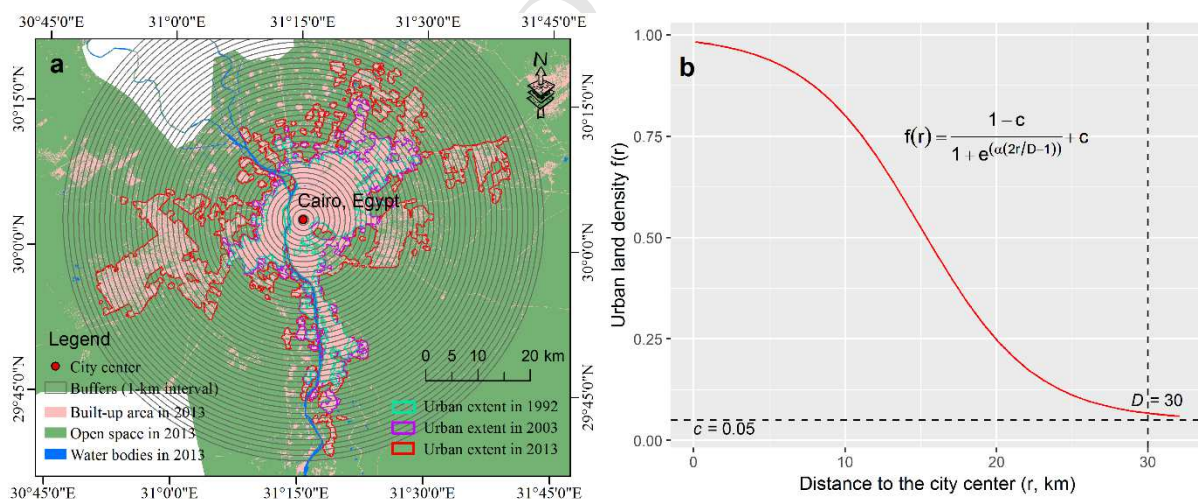 30°45'0"E 31°0'0"E 31°15'0"E 31°30'0"E 31°45'0"E
a
N
30°15'0"N 30°15'0"N
30°0'0"N 30°0'0"N
29°45'0"N 29°45'0"N
Cairo, Egypt
Legend
City center
Buffers (1-km interval)
Built-up area in 2013
Open space in 2013
Water bodies in 2013
0 5 10 20 km
Urban extent in 1992
Urban extent in 2003
Urban extent in 2013
30°45'0"E 31°0'0"E 31°15'0"E 31°30'0"E 31°45'0"E
b
Urban land density f(r)
1.00
0.75
0.50
0.25
0.00
f(r) = (1−c)/(1+e^(α(2r/D−1))) + c
D = 30
c = 0.05
0 10 20 30
Distance to the city center (r, km)